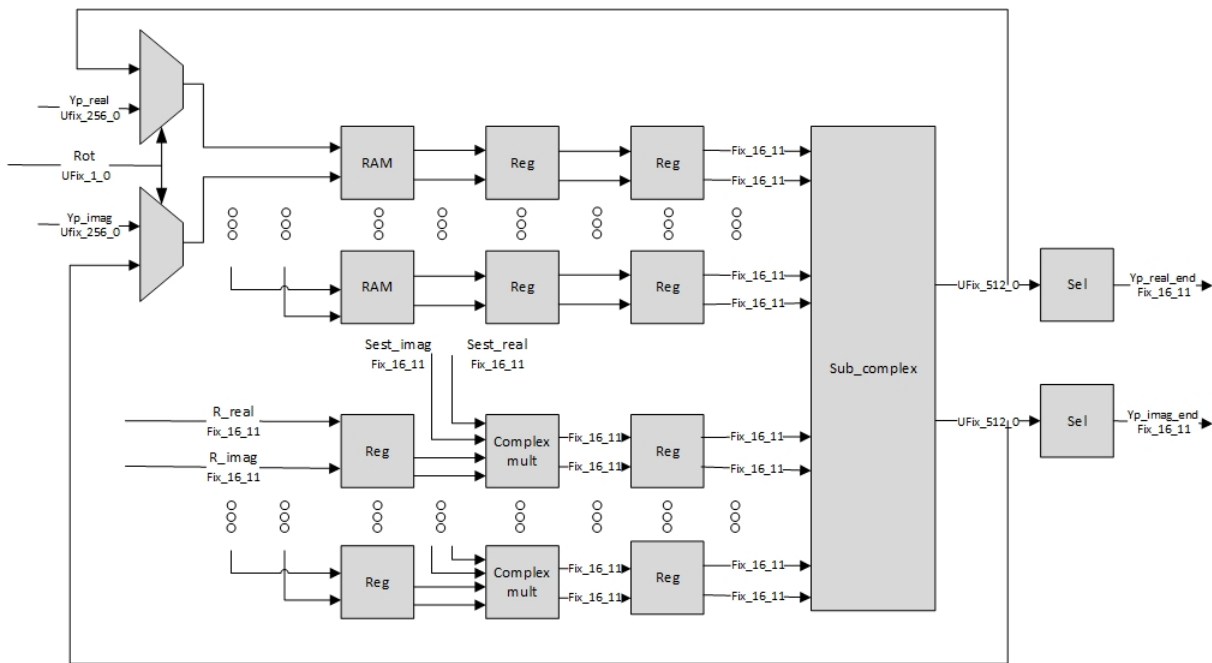 Yp_real
Ufix_256_0
Rot
UFix_1_0
Yp_imag
Ufix_256_0
RAM
Reg
Reg
Fix_16_11
Fix_16_11
RAM
Reg
Reg
Fix_16_11
Fix_16_11
UFix_512_0
Sel
Yp_real_end
Fix_16_11
Sest_imag
Fix_16_11
Sest_real
Fix_16_11
Sub_complex
R_real
Fix_16_11
R_imag
Fix_16_11
Reg
Complex
mult
Fix_16_11
Fix_16_11
Reg
Fix_16_11
Fix_16_11
UFix_512_0
Sel
Yp_imag_end
Fix_16_11
Reg
Complex
mult
Fix_16_11
Fix_16_11
Reg
Fix_16_11
Fix_16_11